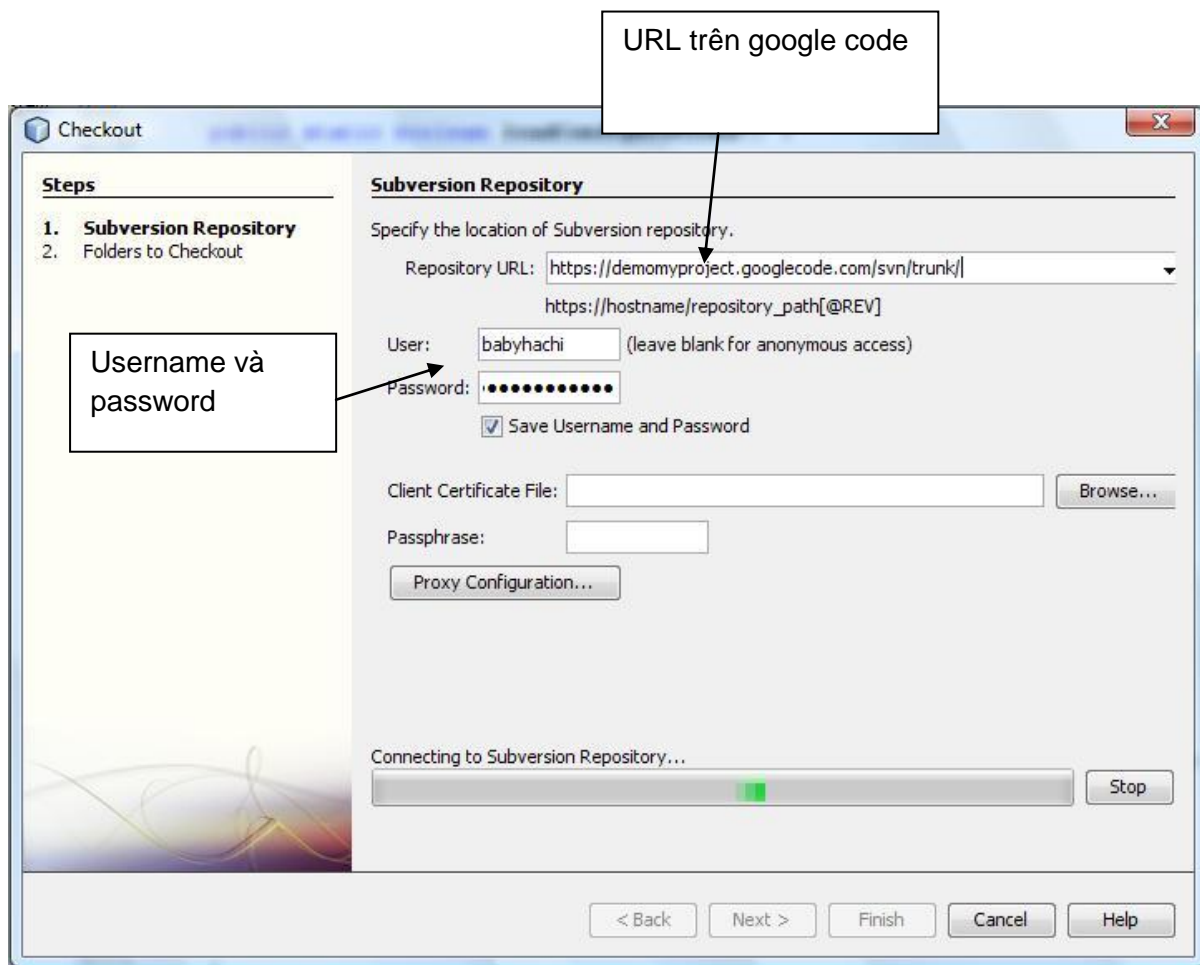 URL trên google code
Checkout
Steps
1. Subversion Repository
2. Folders to Checkout
Username và
password
Subversion Repository
Specify the location of Subversion repository.
Repository URL: https://demomyproject.googlecode.com/svn/trunk/
https://hostname/repository_path[@REV]
User: babyhachi (leave blank for anonymous access)
Password: ●●●●●●●●●●●●
Save Username and Password
Client Certificate File: Browse...
Passphrase:
Proxy Configuration...
Connecting to Subversion Repository...
Stop
< Back Next > Finish Cancel Help